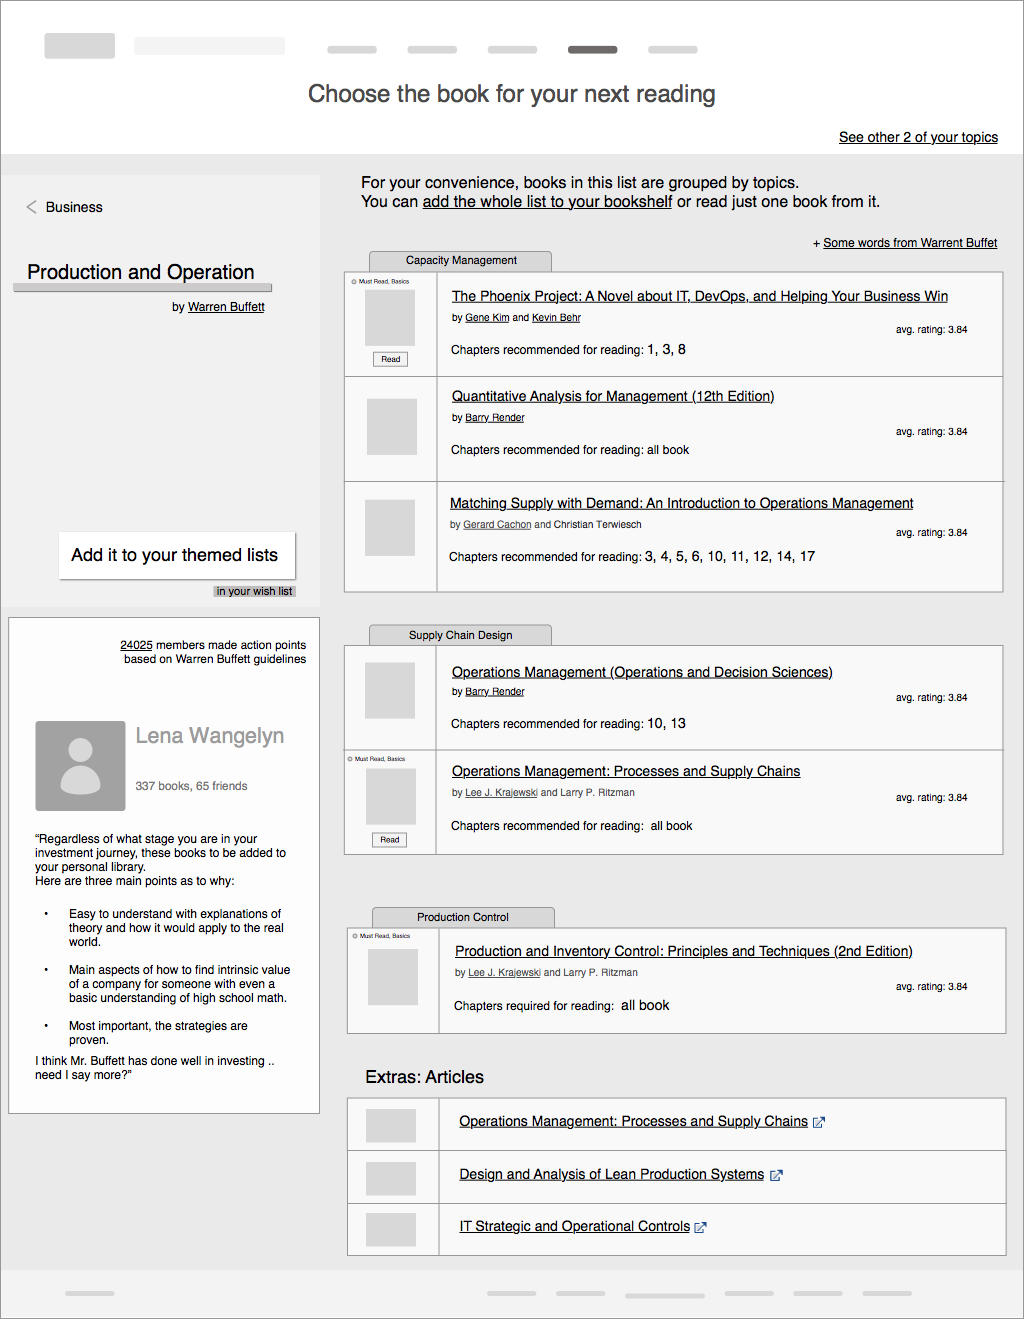 Choose the book for your next reading
See other 2 of your topics
Business
Production and Operation
by Warren Buffett
Add it to your themed lists
in your wish list
24025 members made action points
based on Warren Buffett guidelines
Lena Wangelyn
337 books, 65 friends
“Regardless of what stage you are in your
investment journey, these books to be added to
your personal library.
Here are three main points as to why:
• Easy to understand with explanations of
theory and how it would apply to the real
world.
• Main aspects of how to find intrinsic value
of a company for someone with even a
basic understanding of high school math.
• Most important, the strategies are
proven.
I think Mr. Buffett has done well in investing ..
need I say more?”
For your convenience, books in this list are grouped by topics.
You can add the whole list to your bookshelf or read just one book from it.
+ Some words from Warrent Buffet
Capacity Management
Must Read, Basics
Read
The Phoenix Project: A Novel about IT, DevOps, and Helping Your Business Win
by Gene Kim and Kevin Behr
avg. rating: 3.84
Chapters recommended for reading: 1, 3, 8
Quantitative Analysis for Management (12th Edition)
by Barry Render
avg. rating: 3.84
Chapters recommended for reading: all book
Matching Supply with Demand: An Introduction to Operations Management
by Gerard Cachon and Christian Terwiesch
avg. rating: 3.84
Chapters recommended for reading: 3, 4, 5, 6, 10, 11, 12, 14, 17
Supply Chain Design
Operations Management (Operations and Decision Sciences)
by Barry Render
avg. rating: 3.84
Chapters recommended for reading: 10, 13
Must Read, Basics
Read
Operations Management: Processes and Supply Chains
by Lee J. Krajewski and Larry P. Ritzman
avg. rating: 3.84
Chapters recommended for reading: all book
Production Control
Must Read, Basics
Production and Inventory Control: Principles and Techniques (2nd Edition)
by Lee J. Krajewski and Larry P. Ritzman
avg. rating: 3.84
Chapters required for reading: all book
Extras: Articles
Operations Management: Processes and Supply Chains
Design and Analysis of Lean Production Systems
IT Strategic and Operational Controls